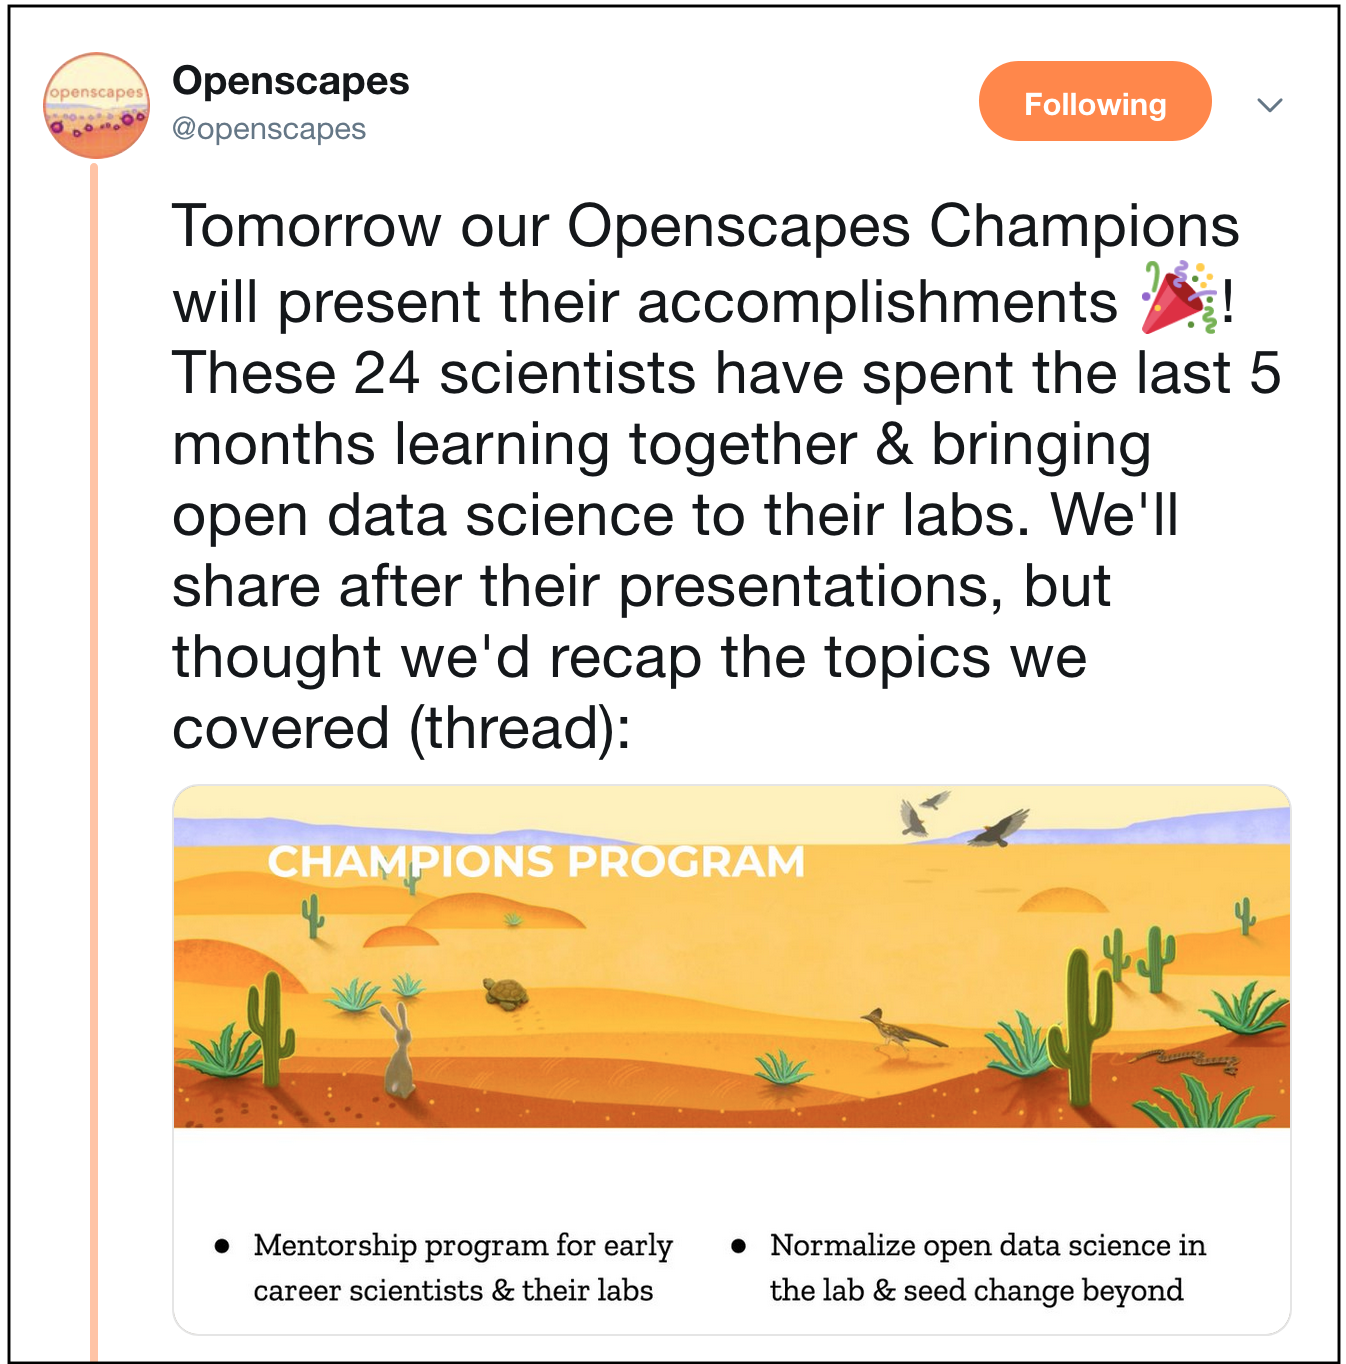 openscapes
Openscapes
@openscapes
Following
Tomorrow our Openscapes Champions
will present their accomplishments 🎉!
These 24 scientists have spent the last 5
months learning together & bringing
open data science to their labs. We'll
share after their presentations, but
thought we'd recap the topics we
covered (thread):
CHAMPIONS PROGRAM
● Mentorship program for early
career scientists & their labs
● Normalize open data science in
the lab & seed change beyond